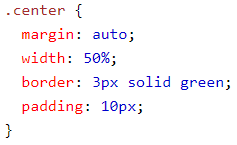 .center {
  margin: auto;
  width: 50%;
  border: 3px solid green;
  padding: 10px;
}